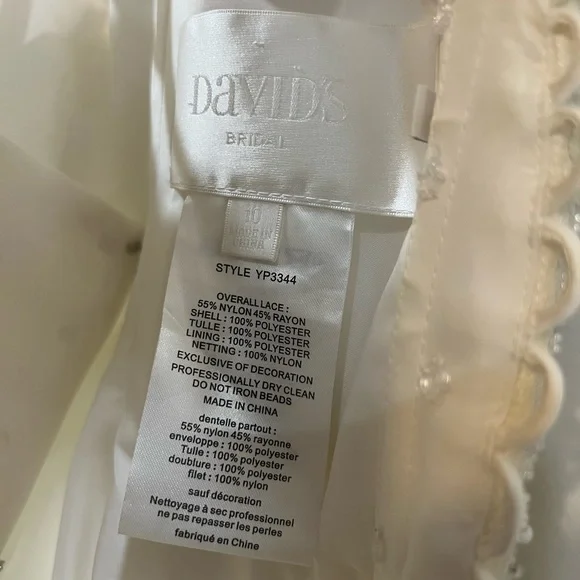 DAVID'S
BRIDAL
10
MADE IN
CHINA
STYLE YP3344
OVERALL LACE :
55% NYLON 45% RAYON
SHELL : 100% POLYESTER
TULLE : 100% POLYESTER
LINING : 100% POLYESTER
NETTING : 100% NYLON
EXCLUSIVE OF DECORATION
PROFESSIONALLY DRY CLEAN
DO NOT IRON BEADS
MADE IN CHINA
dentelle partout :
55% nylon 45% rayonne
enveloppe : 100% polyester
Tulle : 100% polyester
doublure : 100% polyester
filet : 100% nylon
sauf décoration
Nettoyage à sec professionnel
ne pas repasser les perles
fabriqué en Chine